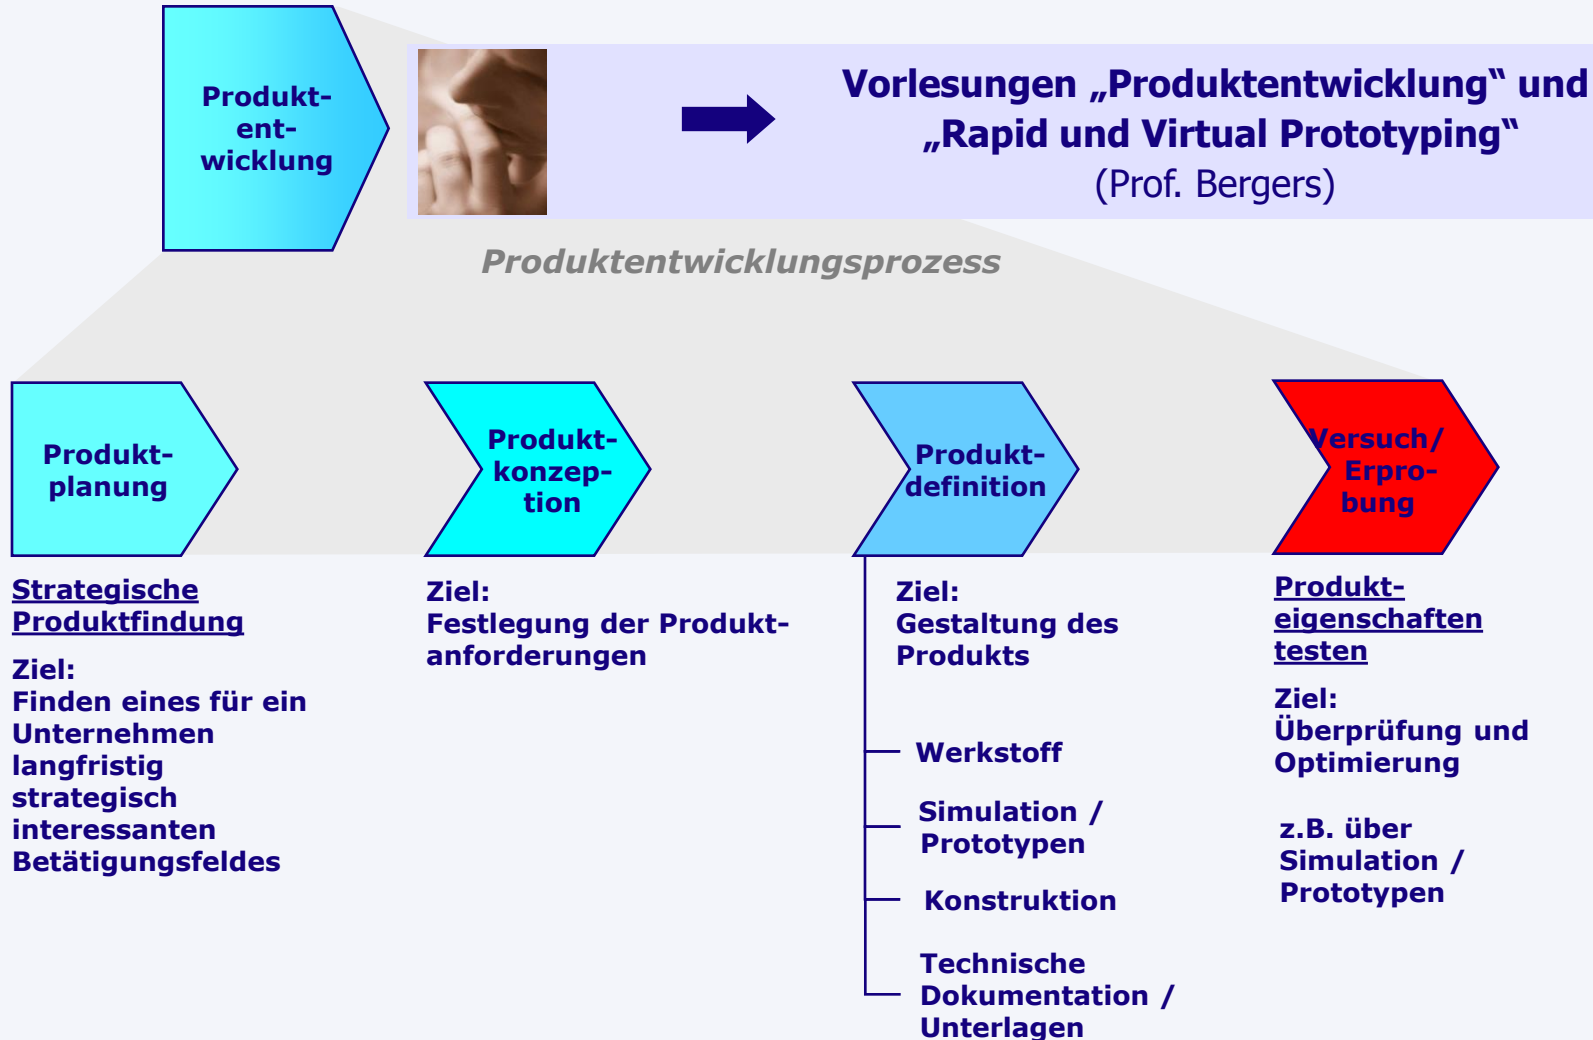 Produkt-
ent-
wicklung
Vorlesungen „Produktentwicklung“ und
„Rapid und Virtual Prototyping“
(Prof. Bergers)
Produktentwicklungsprozess
Produkt-
planung
Produkt-
konzep-
tion
Produkt-
definition
Versuch/
Erpro-
bung
Strategische
Produktfindung
Ziel:
Finden eines für ein
Unternehmen
langfristig
strategisch
interessanten
Betätigungsfeldes
Ziel:
Festlegung der Produkt-
anforderungen
Ziel:
Gestaltung des
Produkts
Werkstoff
Simulation /
Prototypen
Konstruktion
Technische
Dokumentation /
Unterlagen
Produkt-
eigenschaften
testen
Ziel:
Überprüfung und
Optimierung
z.B. über
Simulation /
Prototypen